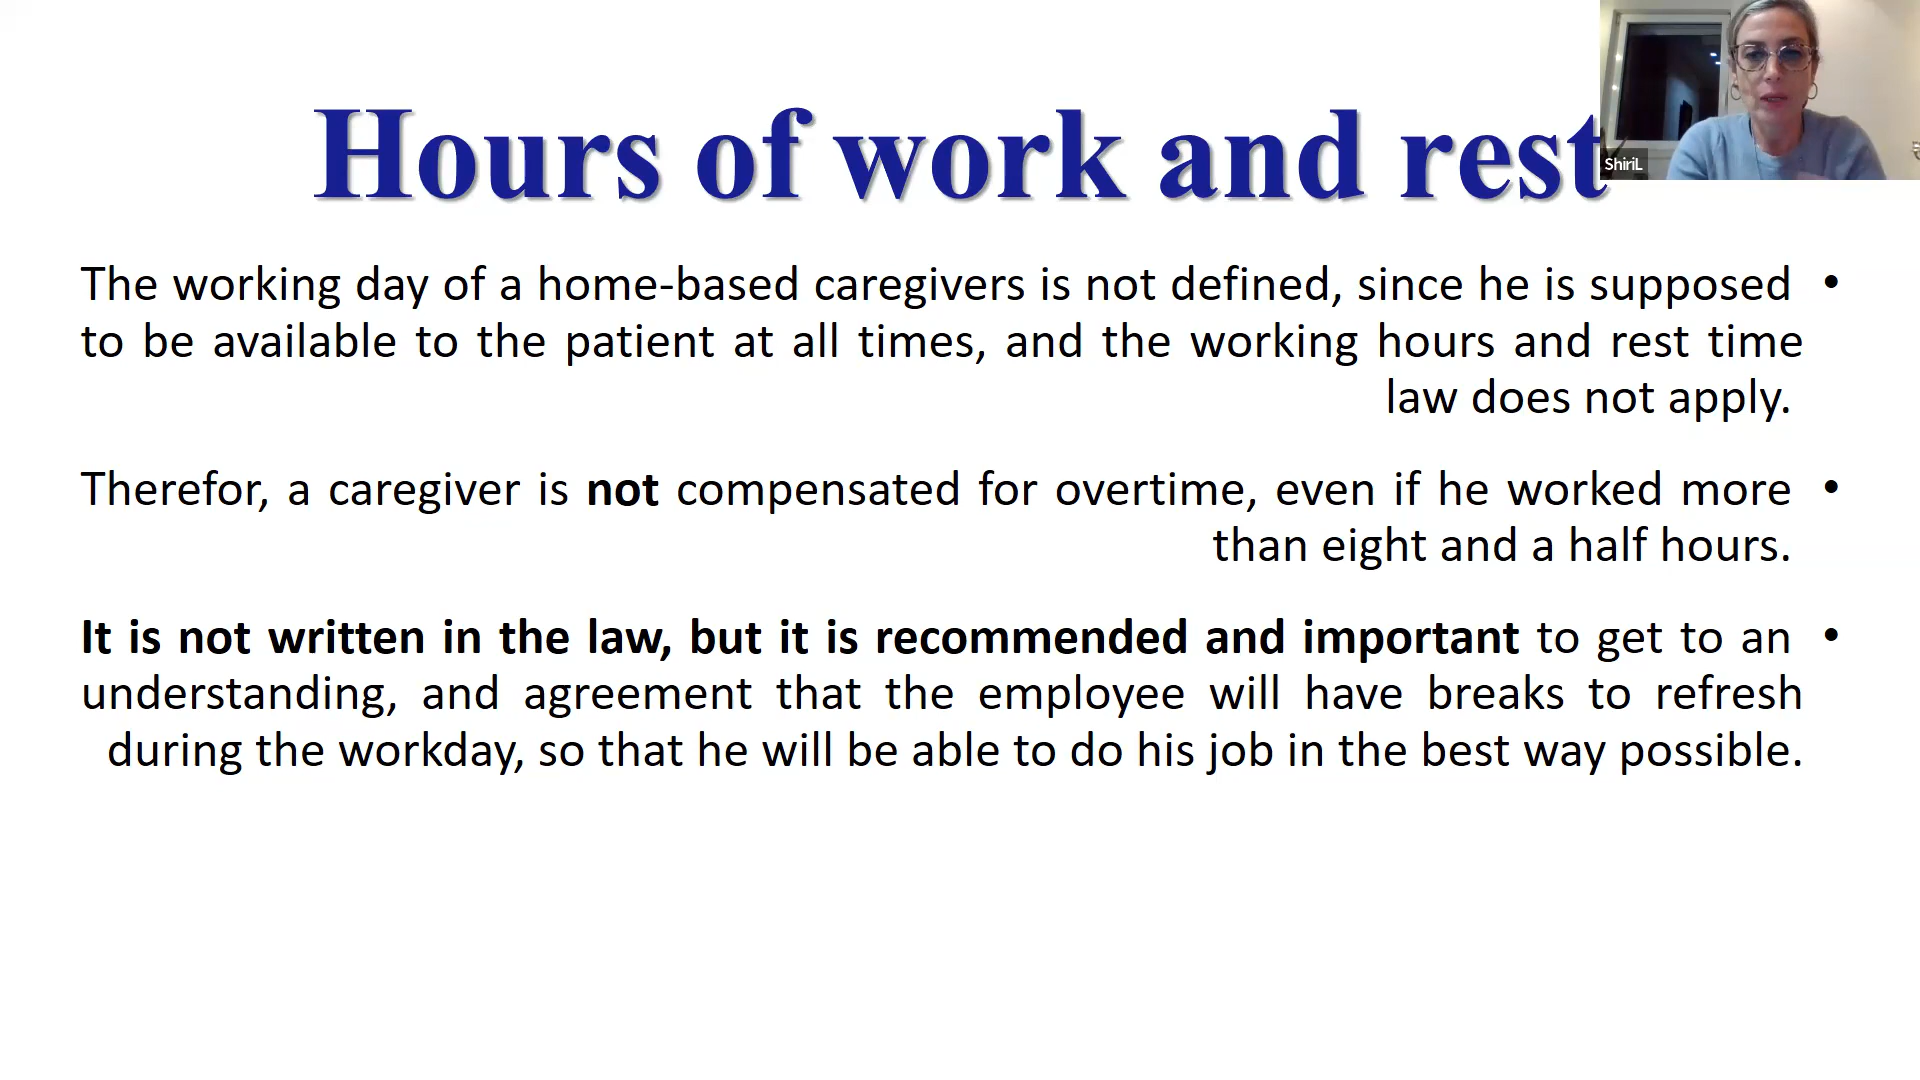 Hours of work and rest
ShiriL
The working day of a home-based caregivers is not defined, since he is supposed •
to be available to the patient at all times, and the working hours and rest time
law does not apply.
Therefor, a caregiver is not compensated for overtime, even if he worked more •
than eight and a half hours.
It is not written in the law, but it is recommended and important to get to an •
understanding, and agreement that the employee will have breaks to refresh
during the workday, so that he will be able to do his job in the best way possible.